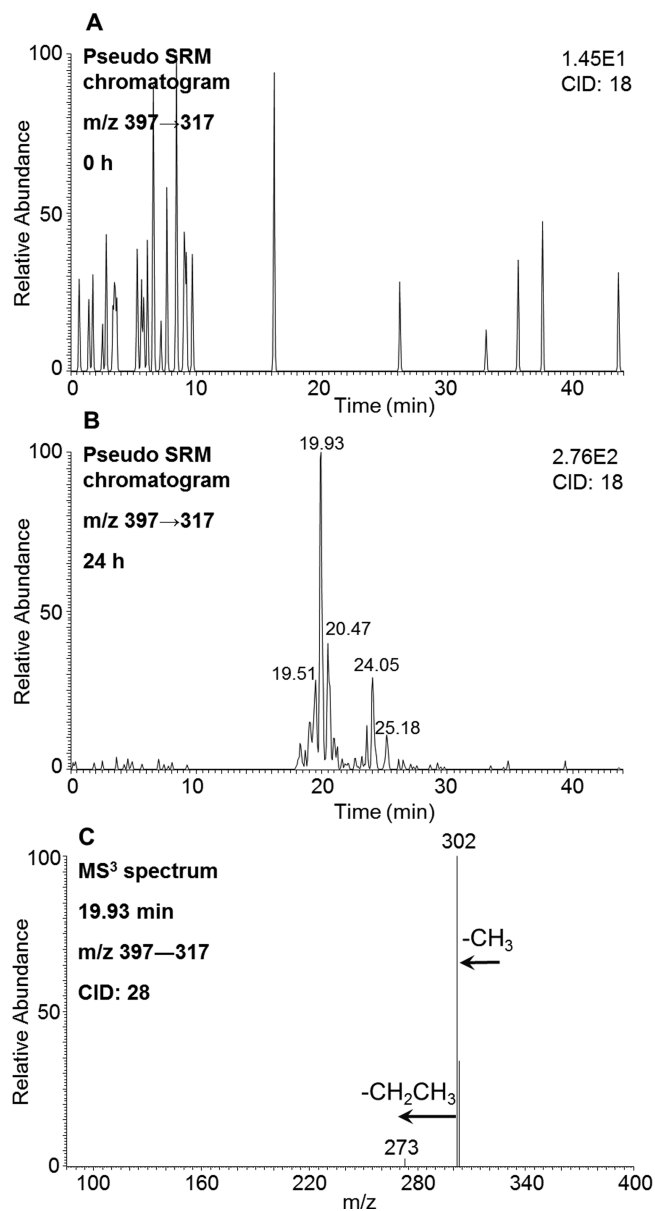 A
Pseudo SRM
chromatogram
m/z 397→317
0 h
1.45E1
CID: 18
100
50
0
Relative Abundance
0 10 20 30 40
Time (min)
B
Pseudo SRM
chromatogram
m/z 397→317
24 h
2.76E2
CID: 18
19.93
20.47
19.51
24.05
25.18
100
50
0
Relative Abundance
0 10 20 30 40
Time (min)
C
MS³ spectrum
19.93 min
m/z 397—317
CID: 28
302
-CH₃
-CH₂CH₃
273
100
50
0
Relative Abundance
100 160 220 280 340 400
m/z